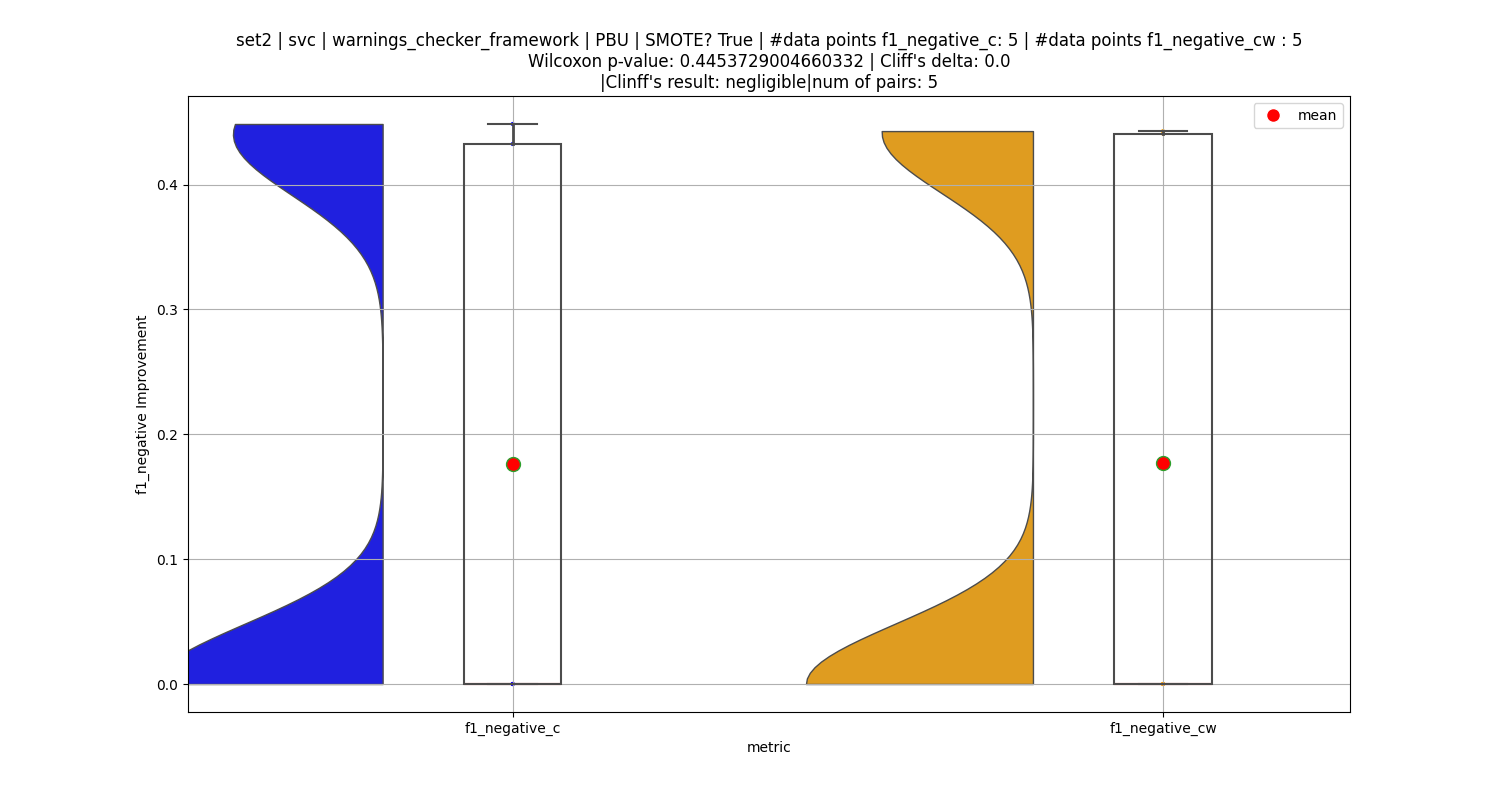 set2 | svc | warnings_checker_framework | PBU | SMOTE? True | #data points f1_negative_c: 5 | #data points f1_negative_cw : 5
Wilcoxon p-value: 0.4453729004660332 | Cliff's delta: 0.0
|Clinff's result: negligible|num of pairs: 5
mean
0.4
0.3
0.2
0.1
0.0
f1_negative Improvement
f1_negative_c
f1_negative_cw
metric